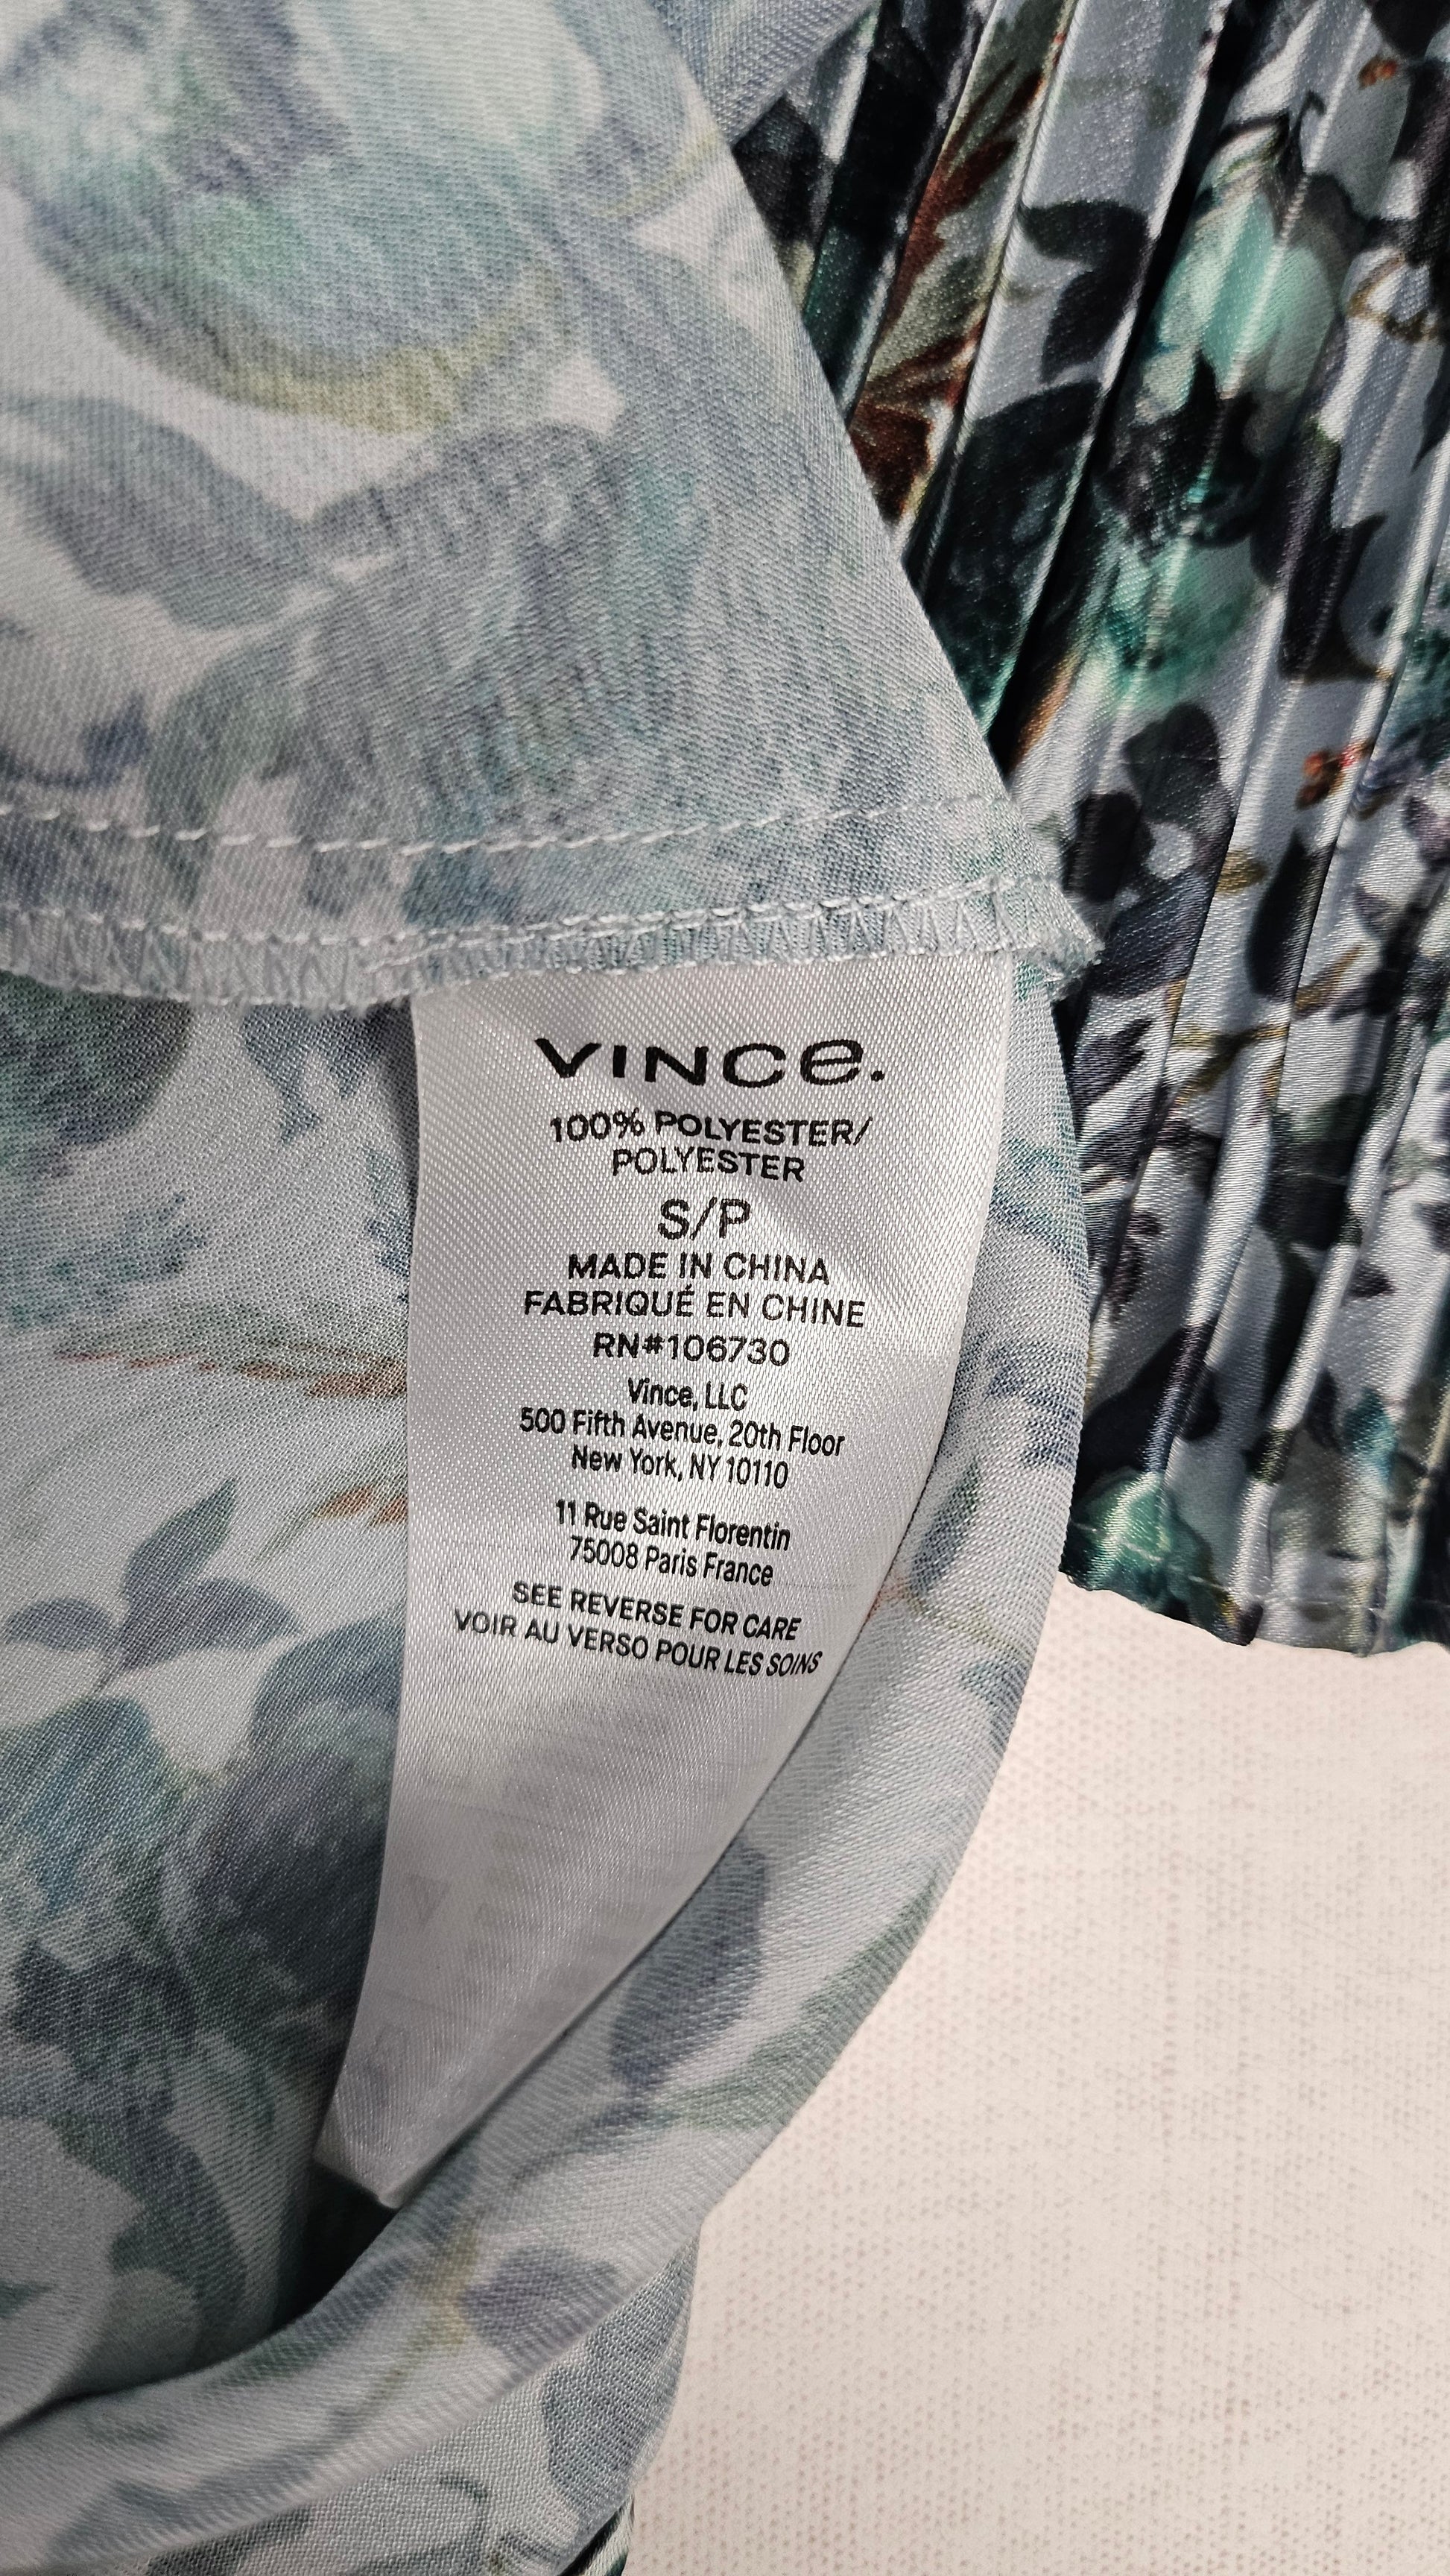 VINCe.
100% POLYESTER/
POLYESTER
S/P
MADE IN CHINA
FABRIQUÉ EN CHINE
RN#106730
Vince, LLC
500 Fifth Avenue, 20th Floor
New York, NY 10110
11 Rue Saint Florentin
75008 Paris France
SEE REVERSE FOR CARE
VOIR AU VERSO POUR LES SOINS